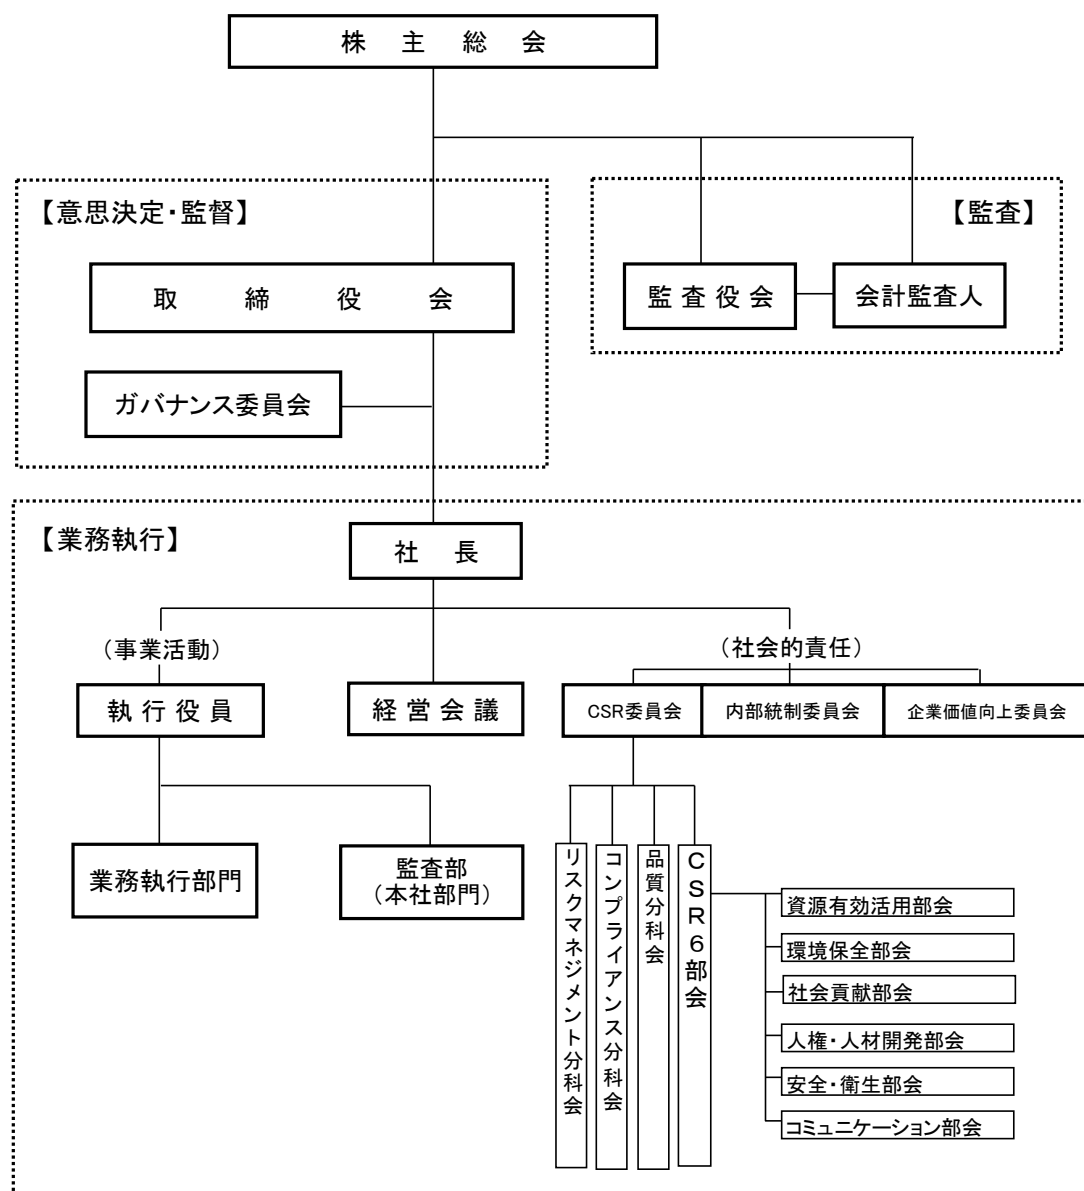 株主総会
【意思決定・監督】
【監査】
取締役会
監査役会
会計監査人
ガバナンス委員会
【業務執行】
社長
（事業活動）
（社会的責任）
執行役員
経営会議
CSR委員会
内部統制委員会
企業価値向上委員会
業務執行部門
監査部
（本社部門）
リスクマネジメント分科会
コンプライアンス分科会
品質分科会
CSR６部会
資源有効活用部会
環境保全部会
社会貢献部会
人権・人材開発部会
安全・衛生部会
コミュニケーション部会